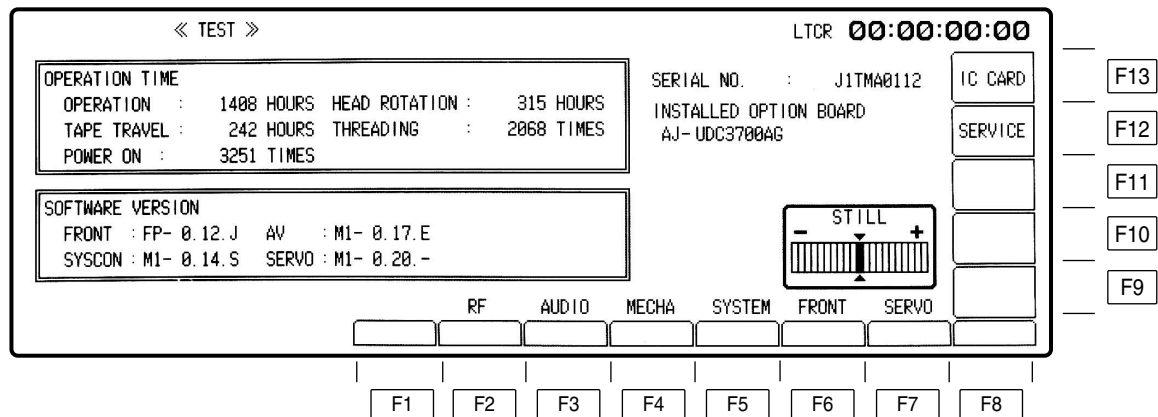 ≪ TEST ≫
LTCR 00:00:00:00
OPERATION TIME
OPERATION : 1408 HOURS HEAD ROTATION : 315 HOURS
TAPE TRAVEL : 242 HOURS THREADING : 2068 TIMES
POWER ON : 3251 TIMES
SERIAL NO. : J1TMA0112
INSTALLED OPTION BOARD
AJ-UDC3700AG
IC CARD
F13
SERVICE
F12
F11
SOFTWARE VERSION
FRONT : FP- 0.12.J AV : M1- 0.17.E
SYSCON : M1- 0.14.S SERVO : M1- 0.20.-
STILL
- +
F10
F9
RF AUDIO MECHA SYSTEM FRONT SERVO
F1 F2 F3 F4 F5 F6 F7 F8